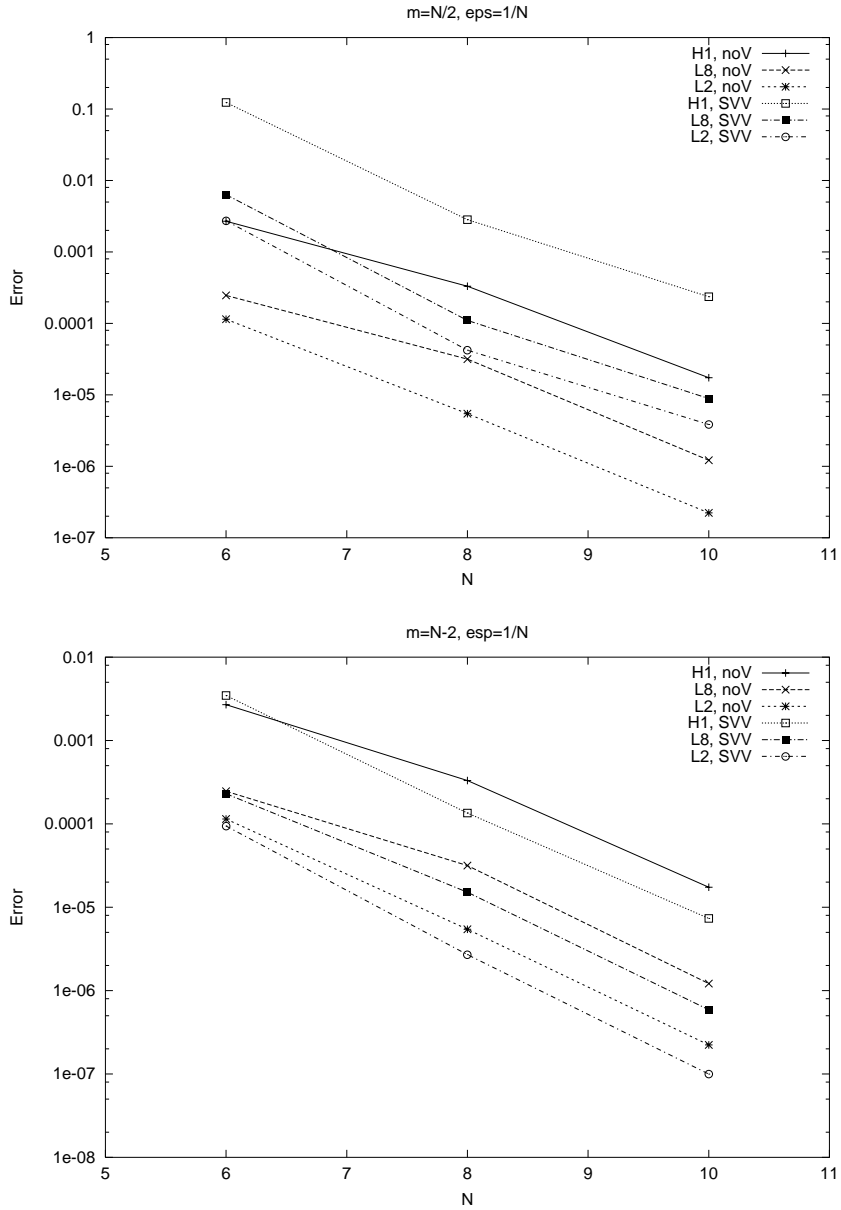 m=N/2, eps=1/N
1
0.1
0.01
0.001
0.0001
1e-05
1e-06
1e-07
Error
5
6
7
8
9
10
11
N
H1, noV
L8, noV
L2, noV
H1, SVV
L8, SVV
L2, SVV
m=N-2, esp=1/N
0.01
0.001
0.0001
1e-05
1e-06
1e-07
1e-08
Error
5
6
7
8
9
10
11
N
H1, noV
L8, noV
L2, noV
H1, SVV
L8, SVV
L2, SVV